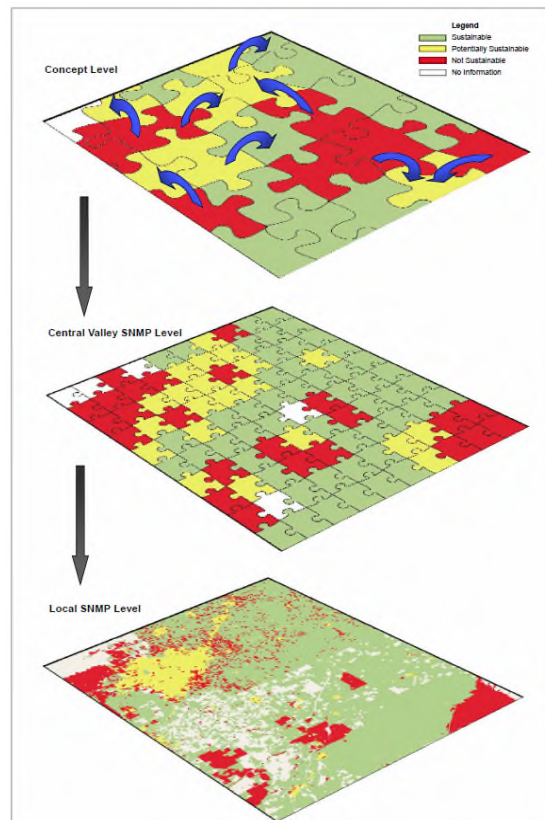 Legend
Sustainable
Potentially Sustainable
Not Sustainable
No Information
Concept Level
Central Valley SNMP Level
Local SNMP Level